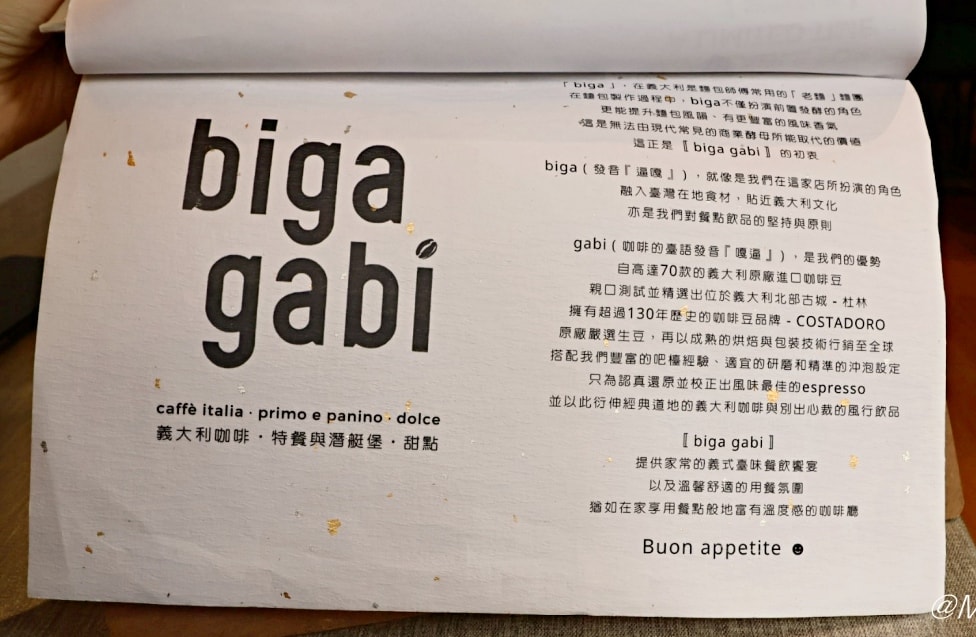 biga
gabi
caffè italia · primo e panino · dolce
義大利咖啡·特餐與潛艇堡·甜點
「biga」，在義大利是麵包師傅常用的「老麵」麵團
在麵包製作過程中，biga不僅扮演前置發酵的角色
更能提升麵包風韻、有更豐富的風味香氣
這是無法由現代常見的商業酵母所能取代的價值
這正是『biga gabi』的初衷
biga（發音『逼嘎』），就像是我們在這家店所扮演的角色
融入臺灣在地食材，貼近義大利文化
亦是我們對餐點飲品的堅持與原則
gabi（咖啡的臺語發音『嘎逼』），是我們的優勢
自高達70款的義大利原廠進口咖啡豆
親口測試並精選出位於義大利北部古城 - 杜林
擁有超過130年歷史的咖啡豆品牌 - COSTADORO
原廠嚴選生豆，再以成熟的烘焙與包裝技術行銷至全球
搭配我們豐富的吧檯經驗、適宜的研磨和精準的沖泡設定
只為認真還原並校正出風味最佳的espresso
並以此衍伸經典道地的義大利咖啡與別出心裁的風行飲品
『biga gabi』
提供家常的義式臺味餐飲饗宴
以及溫馨舒適的用餐氛圍
猶如在家享用餐點般地富有溫度感的咖啡廳
Buon appetite ☻